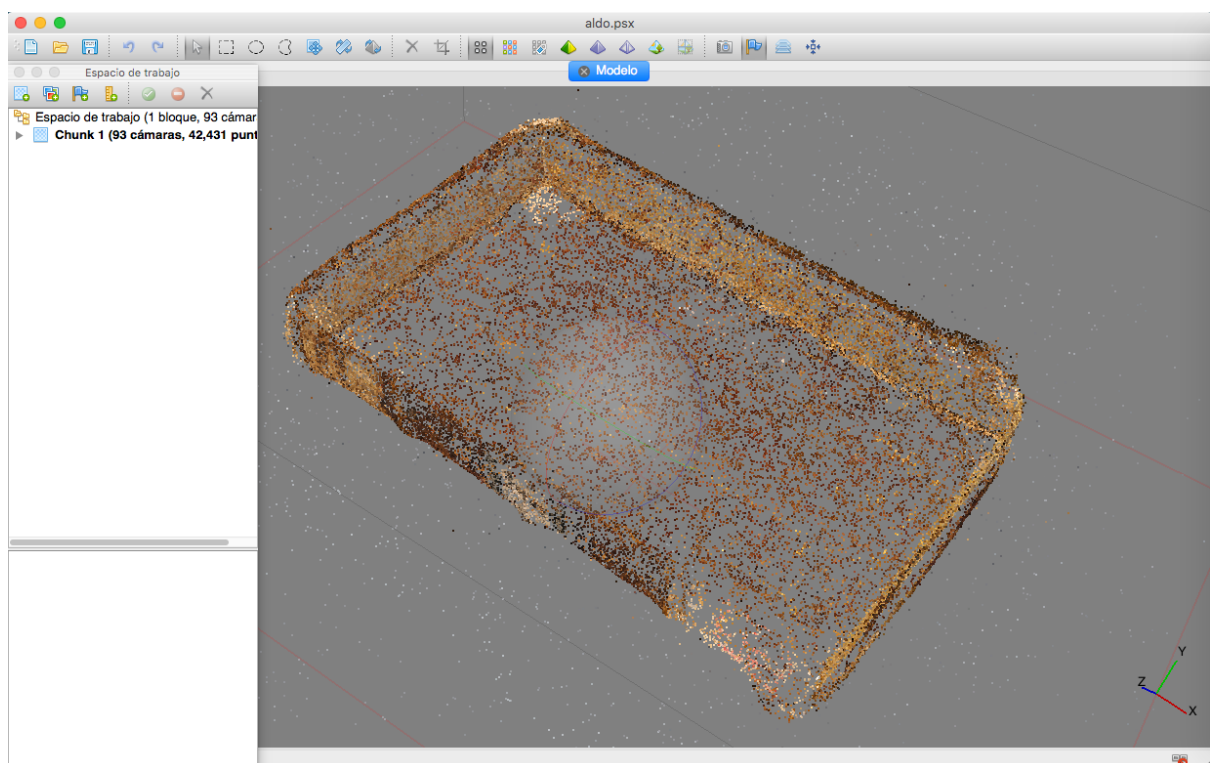 aldo.psx
Modelo
Espacio de trabajo
Espacio de trabajo (1 bloque, 93 cámar
Chunk 1 (93 cámaras, 42,431 punt
Y
Z
X